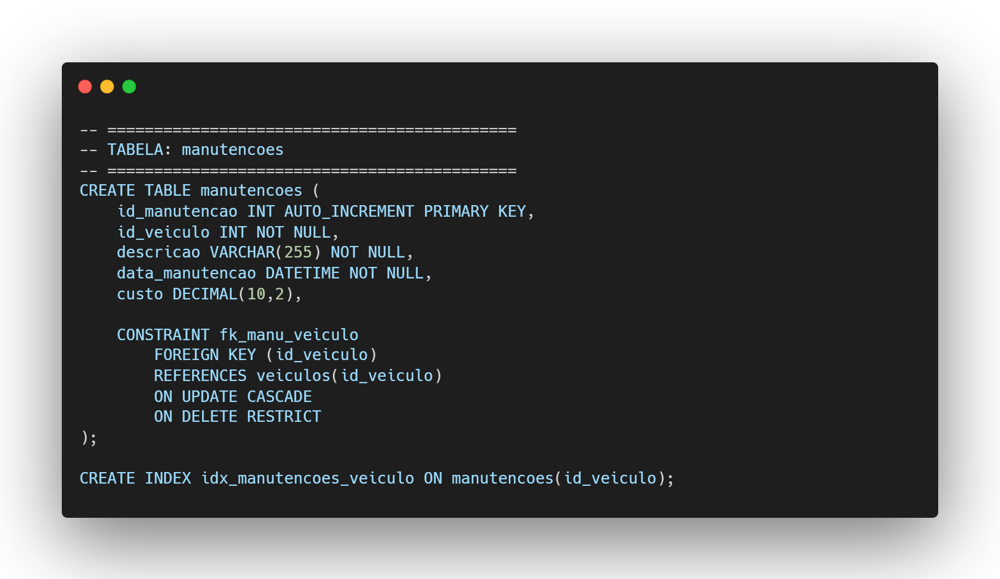 -- ============================================
-- TABELA: manutencoes
-- ============================================
CREATE TABLE manutencoes (
    id_manutencao INT AUTO_INCREMENT PRIMARY KEY,
    id_veiculo INT NOT NULL,
    descricao VARCHAR(255) NOT NULL,
    data_manutencao DATETIME NOT NULL,
    custo DECIMAL(10,2),

    CONSTRAINT fk_manu_veiculo
        FOREIGN KEY (id_veiculo)
        REFERENCES veiculos(id_veiculo)
        ON UPDATE CASCADE
        ON DELETE RESTRICT
);

CREATE INDEX idx_manutencoes_veiculo ON manutencoes(id_veiculo);